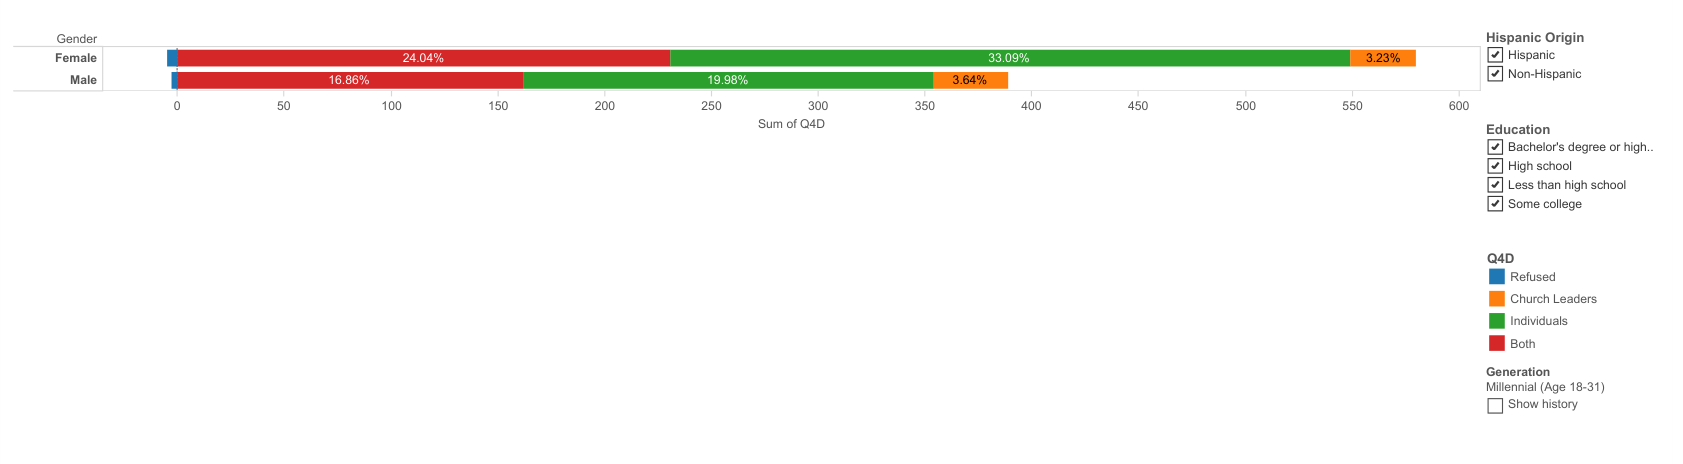 Gender
Female 24.04% 33.09% 3.23%
Male 16.86% 19.98% 3.64%
0 50 100 150 200 250 300 350 400 450 500 550 600
Sum of Q4D
Hispanic Origin
Hispanic
Non-Hispanic
Education
Bachelor's degree or high..
High school
Less than high school
Some college
Q4D
Refused
Church Leaders
Individuals
Both
Generation
Millennial (Age 18-31)
Show history